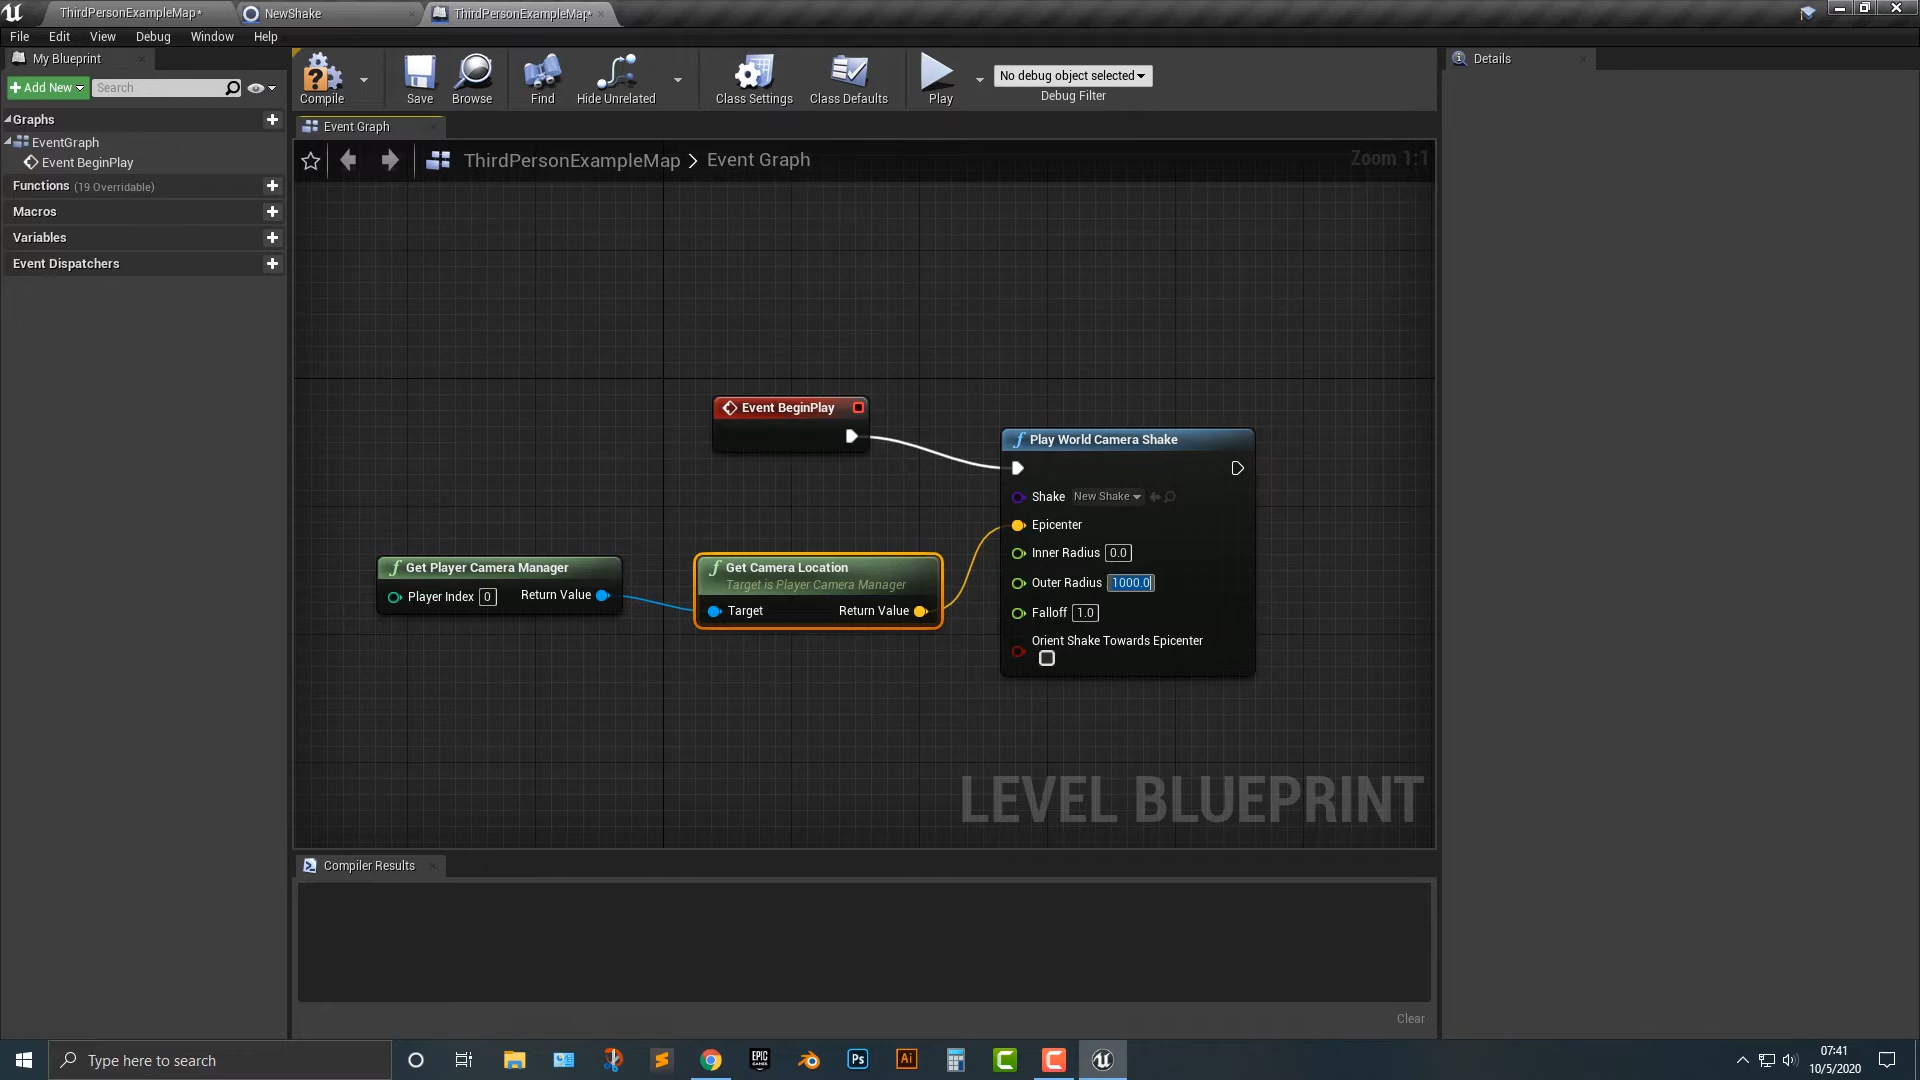 ThirdPersonExampleMap*
NewShake
ThirdPersonExampleMap*
File Edit View Debug Window Help
My Blueprint
Add New
Search
Graphs
EventGraph
Event BeginPlay
Functions (19 Overridable)
Macros
Variables
Event Dispatchers
Compile
Save
Browse
Find
Hide Unrelated
Class Settings
Class Defaults
Play
No debug object selected
Debug Filter
Details
Event Graph
ThirdPersonExampleMap > Event Graph
Zoom 1:1
Event BeginPlay
Play World Camera Shake
Shake New Shake
Epicenter
Inner Radius 0.0
Outer Radius 1000.0
Falloff 1.0
Orient Shake Towards Epicenter
Get Player Camera Manager
Player Index 0 Return Value
Get Camera Location
Target is Player Camera Manager
Target Return Value
LEVEL BLUEPRINT
Compiler Results
Clear
Type here to search
EPIC GAMES
Ps
Ai
07:41
10/5/2020